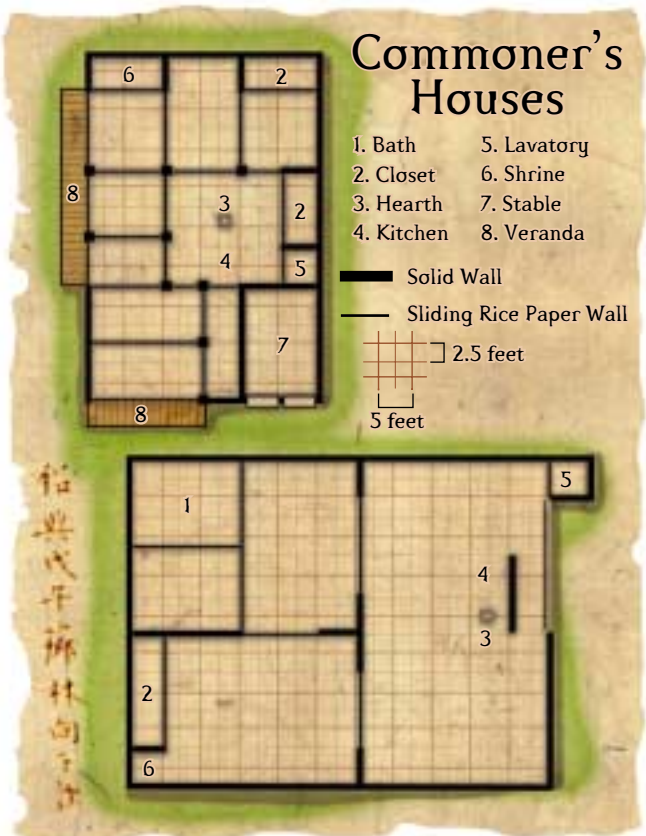 Commoner's
Houses
1. Bath
2. Closet
3. Hearth
4. Kitchen
5. Lavatory
6. Shrine
7. Stable
8. Veranda
Solid Wall
Sliding Rice Paper Wall
2.5 feet
5 feet
6
2
8
3
2
4
5
7
8
1
5
4
3
2
6